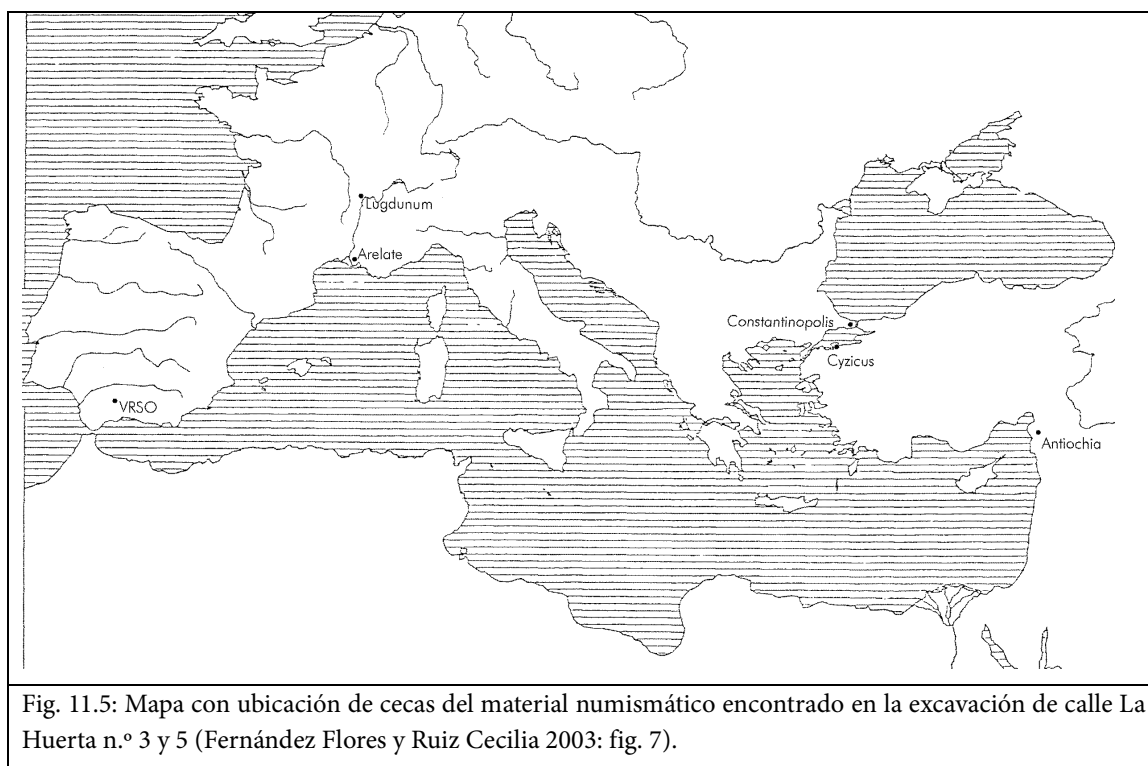 Lugdunum
Arelate
Constantinopolis
Cyzicus
VRSO
Antiochia
Fig. 11.5: Mapa con ubicación de cecas del material numismático encontrado en la excavación de calle La
Huerta n.º 3 y 5 (Fernández Flores y Ruiz Cecilia 2003: fig. 7).